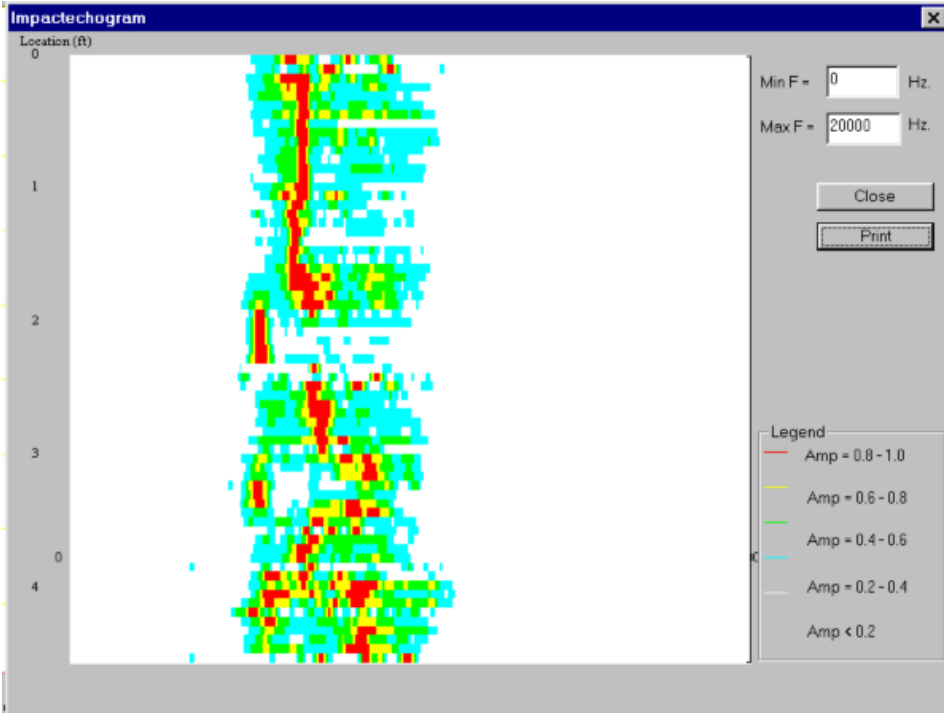 Impactechogram
Location (ft)
0
1
2
3
0
4
Min F = 0 Hz.
Max F = 20000 Hz.
Close
Print
Legend
Amp = 0.8 - 1.0
Amp = 0.6 - 0.8
Amp = 0.4 - 0.6
Amp = 0.2 - 0.4
Amp < 0.2